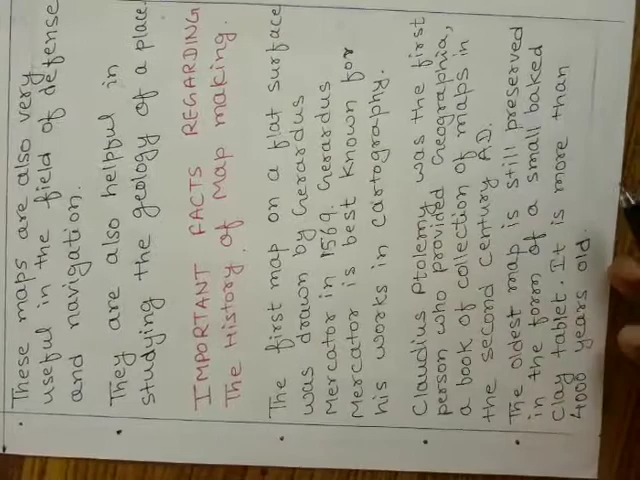 These maps are also very
useful in the field of defense
and navigation.
They are also helpful in
studying the geology of a place.
IMPORTANT FACTS REGARDING
The History of Map making.
The first map on a flat surface
was drawn by Gerardus
Mercator in 1569. Gerardus
Mercator is best known for
his works in cartography.
Claudius Ptolemy was the first
person who provided Geographia,
a book of collection of maps in
the second century A.D.
The oldest map is still preserved
in the form of a small baked
Clay tablet. It is more than
4000 years old.